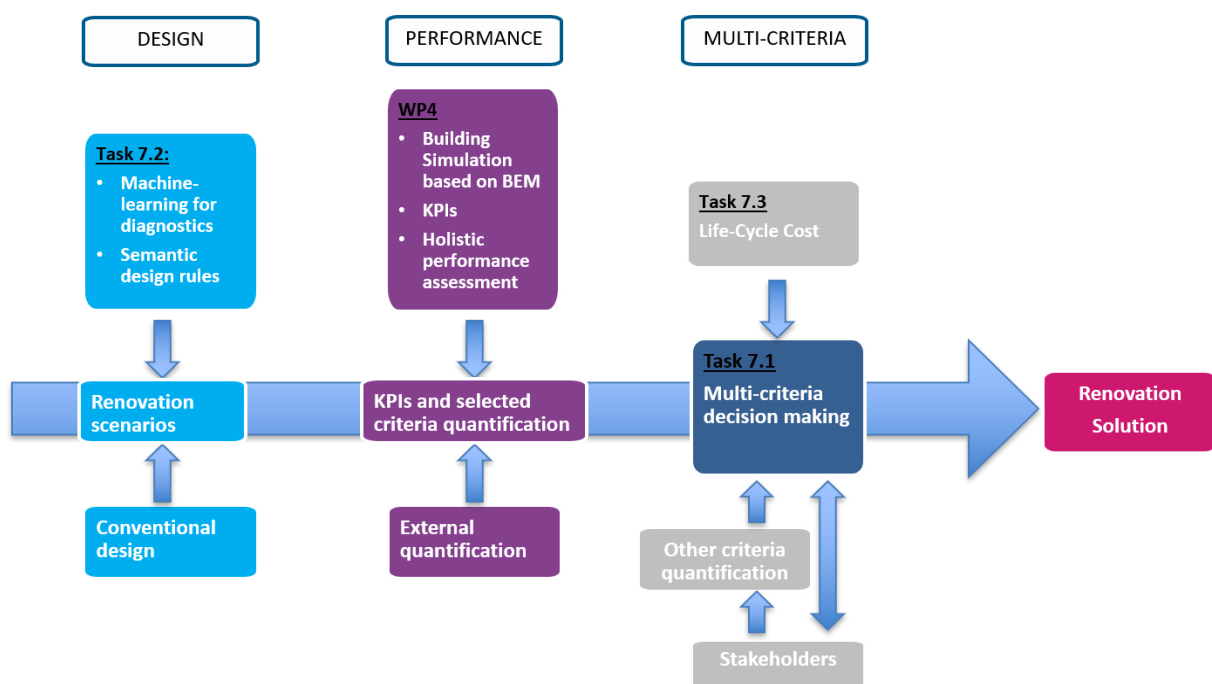 DESIGN
PERFORMANCE
MULTI-CRITERIA
Task 7.2:
• Machine-
learning for
diagnostics
• Semantic
design rules
WP4
• Building
Simulation
based on BEM
• KPIs
• Holistic
performance
assessment
Task 7.3
Life-Cycle Cost
Renovation
scenarios
KPIs and selected
criteria quantification
Task 7.1
Multi-criteria
decision making
Renovation
Solution
Conventional
design
External
quantification
Other criteria
quantification
Stakeholders